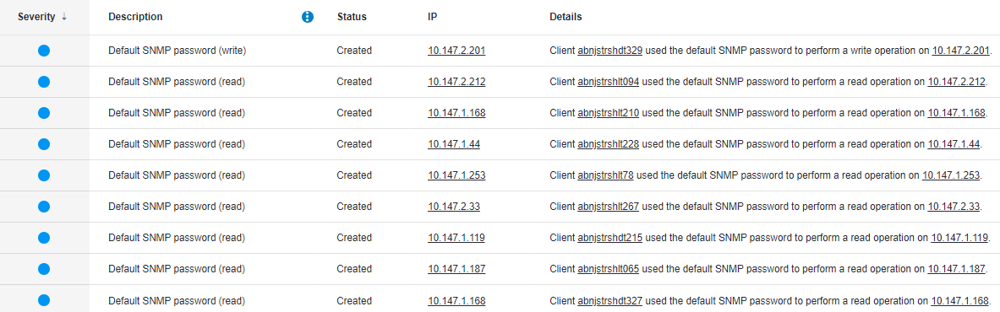 Severity ↓ Description Status IP Details
Default SNMP password (write) Created 10.147.2.201 Client abnjstrshdt329 used the default SNMP password to perform a write operation on 10.147.2.201.
Default SNMP password (read) Created 10.147.2.212 Client abnjstrshlt094 used the default SNMP password to perform a read operation on 10.147.2.212.
Default SNMP password (read) Created 10.147.1.168 Client abnjstrshlt210 used the default SNMP password to perform a read operation on 10.147.1.168.
Default SNMP password (read) Created 10.147.1.44 Client abnjstrshlt228 used the default SNMP password to perform a read operation on 10.147.1.44.
Default SNMP password (read) Created 10.147.1.253 Client abnjstrshlt78 used the default SNMP password to perform a read operation on 10.147.1.253.
Default SNMP password (read) Created 10.147.2.33 Client abnjstrshlt267 used the default SNMP password to perform a read operation on 10.147.2.33.
Default SNMP password (read) Created 10.147.1.119 Client abnjstrshdt215 used the default SNMP password to perform a read operation on 10.147.1.119.
Default SNMP password (read) Created 10.147.1.187 Client abnjstrshlt065 used the default SNMP password to perform a read operation on 10.147.1.187.
Default SNMP password (read) Created 10.147.1.168 Client abnjstrshdt327 used the default SNMP password to perform a read operation on 10.147.1.168.